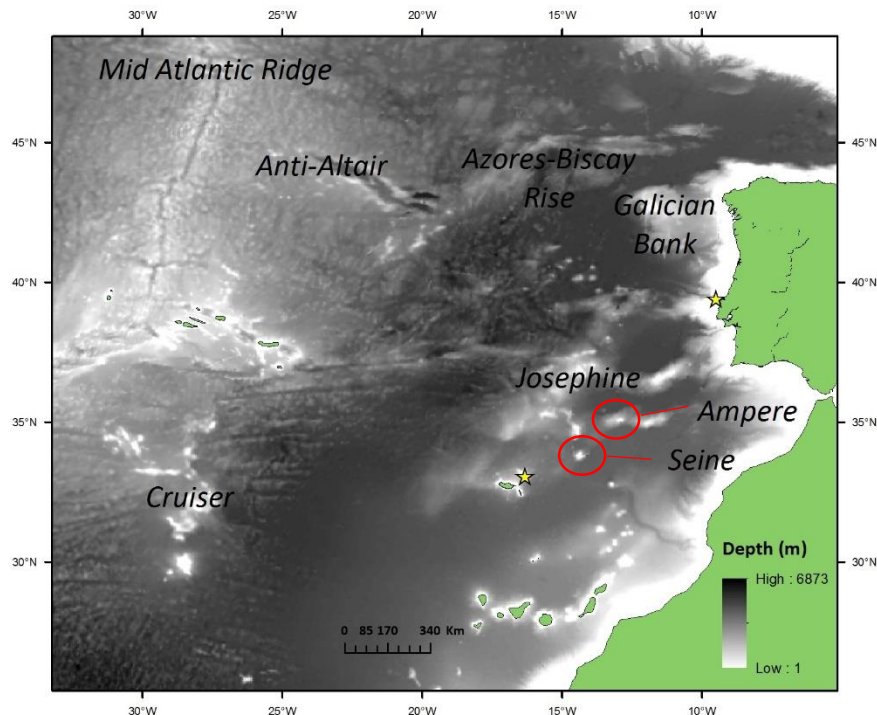 30°W 25°W 20°W 15°W 10°W
Mid Atlantic Ridge
45°N 45°N
Anti-Altair
Azores-Biscay
Rise
Galician
Bank
40°N 40°N
Josephine
35°N 35°N
Ampere
Seine
Cruiser
30°N 30°N
Depth (m)
High : 6873
Low : 1
0 85 170 340 Km
30°W 25°W 20°W 15°W 10°W